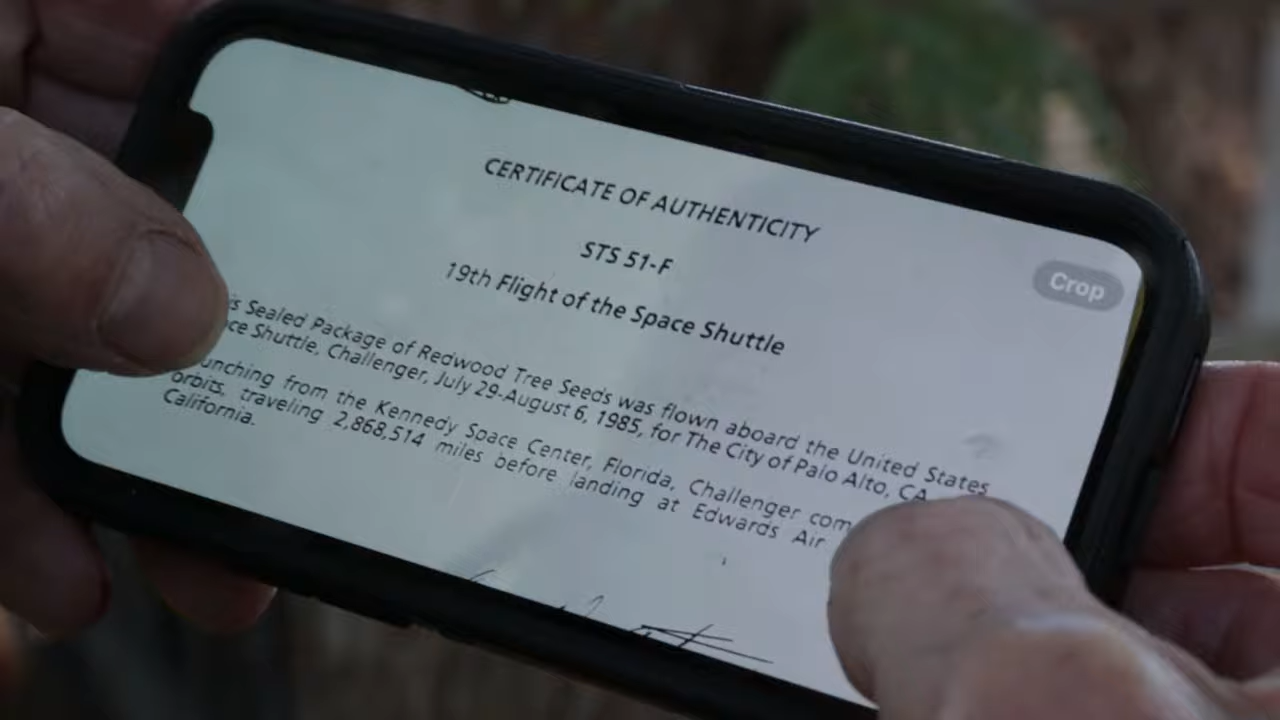 CERTIFICATE OF AUTHENTICITY
STS 51-F
19th Flight of the Space Shuttle
Crop
Sealed Package of Redwood Tree Seeds was flown aboard the United States
Shuttle, Challenger, July 29-August 6, 1985, for The City of Palo Alto, CA
from the Kennedy Space Center, Florida, Challenger
orbits, traveling 2,868,514 miles before landing at Edwards Air
California.